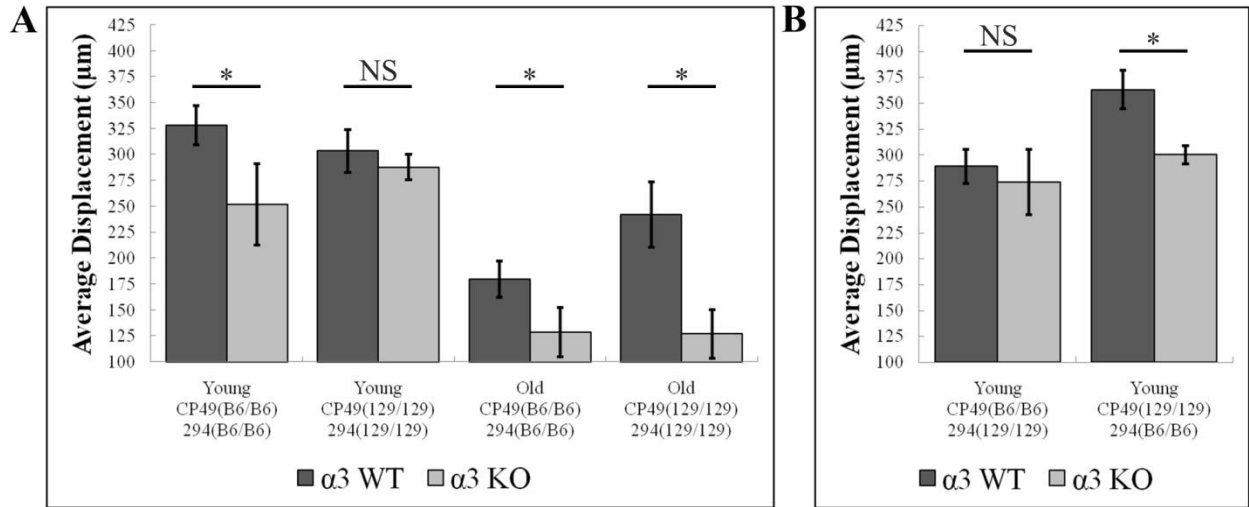 A
Average Displacement (µm)
425
400
375
350
325
300
275
250
225
200
175
150
125
100
* NS * *
Young Young Old Old
CP49(B6/B6) CP49(129/129) CP49(B6/B6) CP49(129/129)
294(B6/B6) 294(129/129) 294(B6/B6) 294(129/129)
α3 WT α3 KO
B
Average Displacement (µm)
425
400
375
350
325
300
275
250
225
200
175
150
125
100
NS *
Young Young
CP49(B6/B6) CP49(129/129)
294(129/129) 294(B6/B6)
α3 WT α3 KO